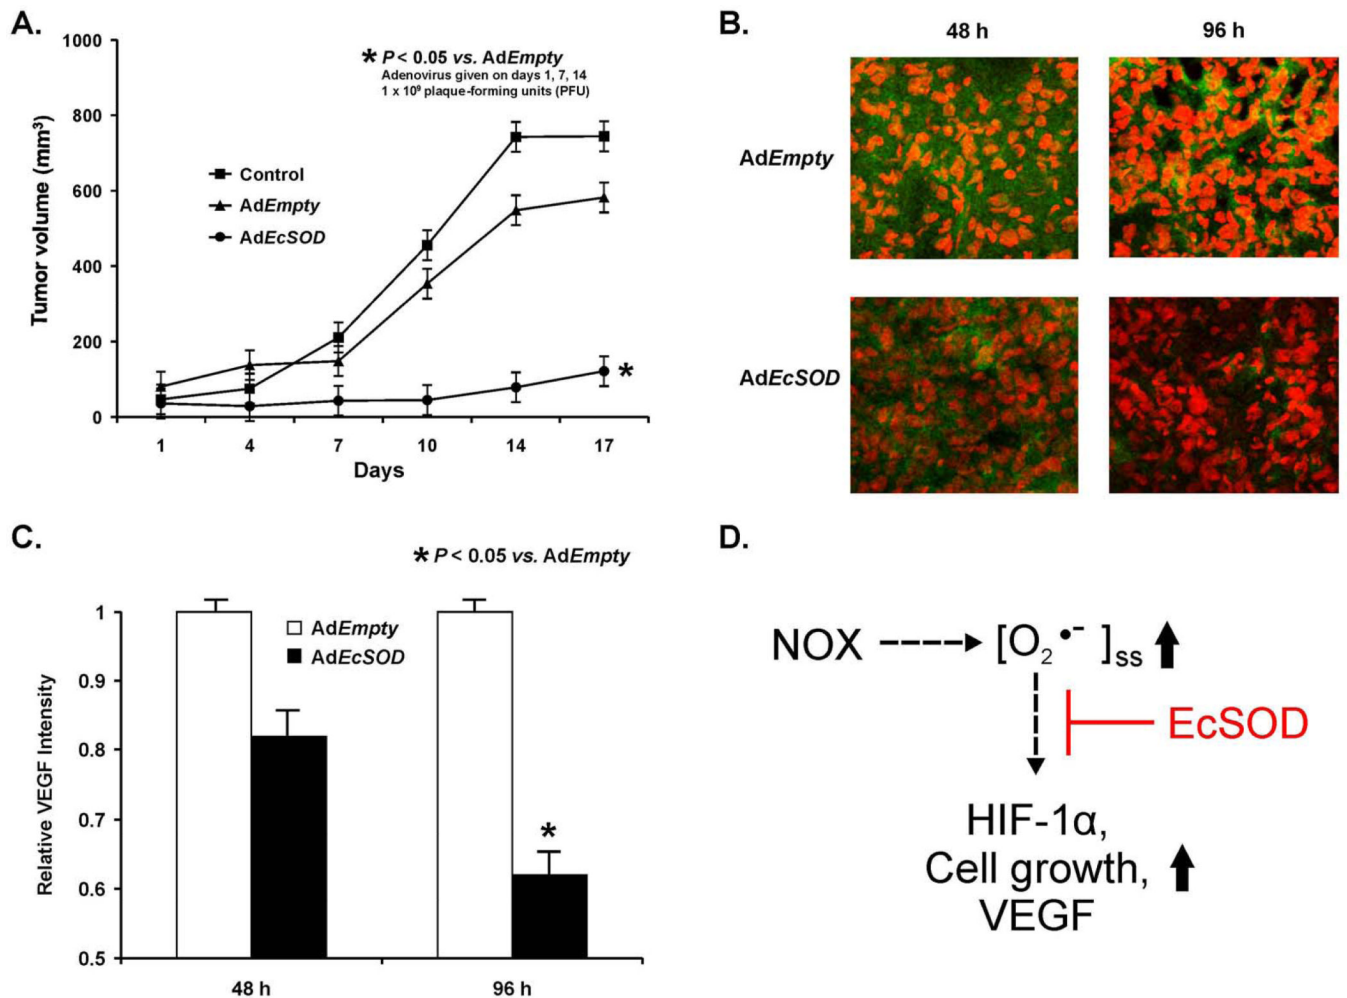 A.
* P < 0.05 vs. AdEmpty
Adenovirus given on days 1, 7, 14
1 x 10⁹ plaque-forming units (PFU)
Control
AdEmpty
AdEcSOD
Tumor volume (mm³)
1000
800
600
400
200
0
*
1 4 7 10 14 17
Days
B.
48 h 96 h
AdEmpty
AdEcSOD
C.
* P < 0.05 vs. AdEmpty
AdEmpty
AdEcSOD
Relative VEGF Intensity
1
0.9
0.8
0.7
0.6
0.5
*
48 h 96 h
D.
NOX [O₂•⁻]ss
EcSOD
HIF-1α,
Cell growth,
VEGF